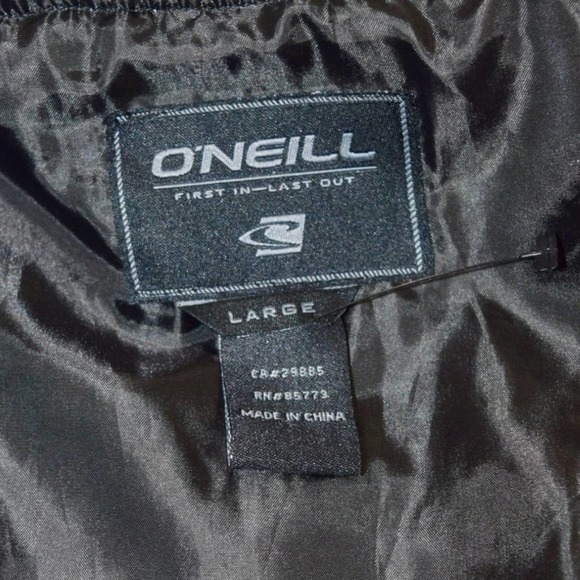 O'NEILL
FIRST IN—LAST OUT
LARGE
CA#29885
RN#85773
MADE IN CHINA